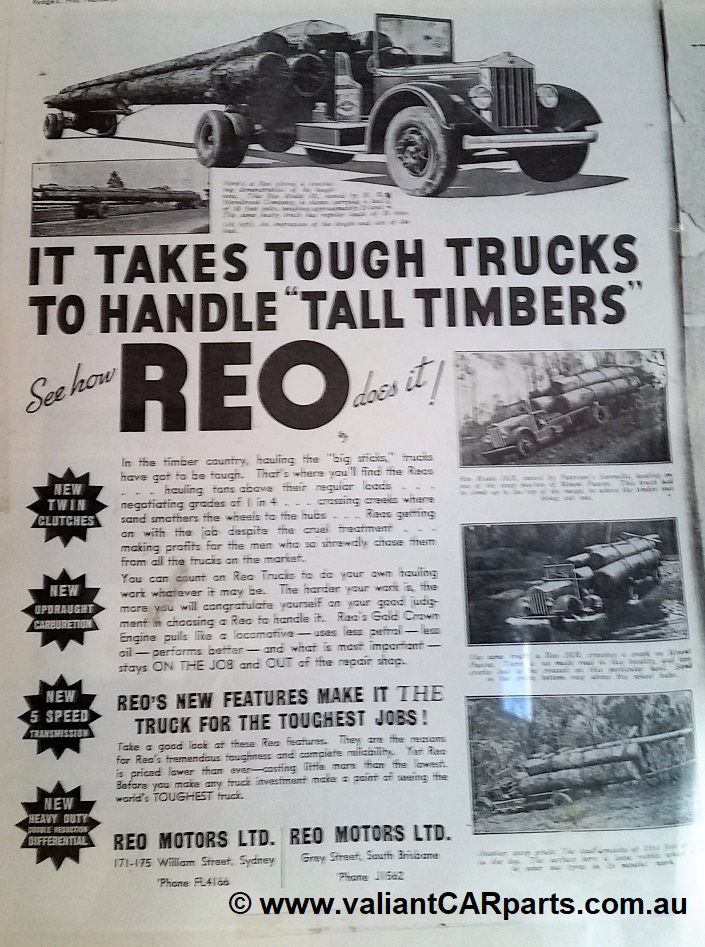 IT TAKES TOUGH TRUCKS
TO HANDLE "TALL TIMBERS"
See how REO does it!
In the timber country, hauling the "big sticks," trucks
have got to be tough. That's where you'll find the Reos
. . . hauling tons above their regular loads . . .
negotiating grades of 1 in 4 . . . crossing creeks where
sand smothers the wheels to the hubs . . . Reos getting
on with the job despite the cruel treatment . . .
making profits for the men who so shrewdly chose them
from all the trucks on the market.
You can count on Reo Trucks to do your own hauling
work whatever it may be. The harder your work is, the
more you will congratulate yourself on your good judg-
ment in choosing a Reo to handle it. Reo's Gold Crown
Engine pulls like a locomotive — uses less petrol — less
oil — performs better — and what is most important —
stays ON THE JOB and OUT of the repair shop.
NEW
TWIN
CLUTCHES
NEW
UPDRAUGHT
CARBURETION
NEW
5 SPEED
TRANSMISSION
NEW
HEAVY DUTY
DOUBLE REDUCTION
DIFFERENTIAL
REO'S NEW FEATURES MAKE IT THE
TRUCK FOR THE TOUGHEST JOBS!
Take a good look at these Reo features. They are the reasons
for Reo's tremendous toughness and complete reliability. Yet Reo
is priced lower than ever—costing little more than the lowest.
Before you make any truck investment make a point of seeing the
world's TOUGHEST truck.
REO MOTORS LTD.
171-175 William Street, Sydney
'Phone FL4166
REO MOTORS LTD.
Grey Street, South Brisbane
'Phone J1562
© www.valiantCARparts.com.au